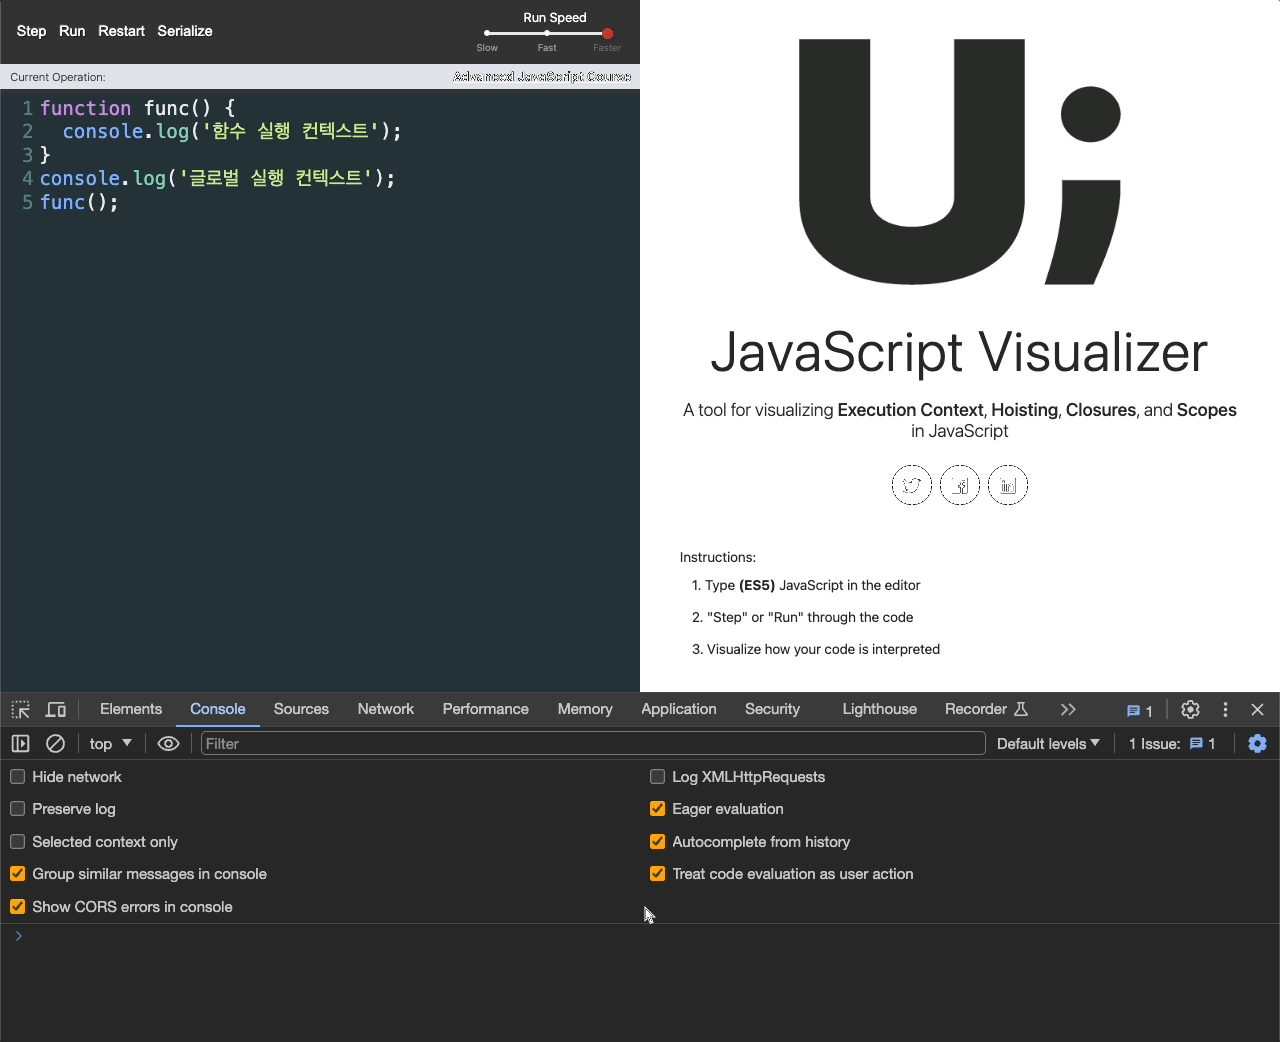 Step Run Restart Serialize
Run Speed
Slow Fast Faster
Current Operation:
Advanced JavaScript Course
1 function func() {
2 console.log('함수 실행 컨텍스트');
3 }
4 console.log('글로벌 실행 컨텍스트');
5 func();
U;
JavaScript Visualizer
A tool for visualizing Execution Context, Hoisting, Closures, and Scopes
in JavaScript
Instructions:
1. Type (ES5) JavaScript in the editor
2. "Step" or "Run" through the code
3. Visualize how your code is interpreted
Elements Console Sources Network Performance Memory Application Security Lighthouse Recorder 1
top Filter Default levels 1 Issue: 1
Hide network
Log XMLHttpRequests
Preserve log
Eager evaluation
Selected context only
Autocomplete from history
Group similar messages in console
Treat code evaluation as user action
Show CORS errors in console